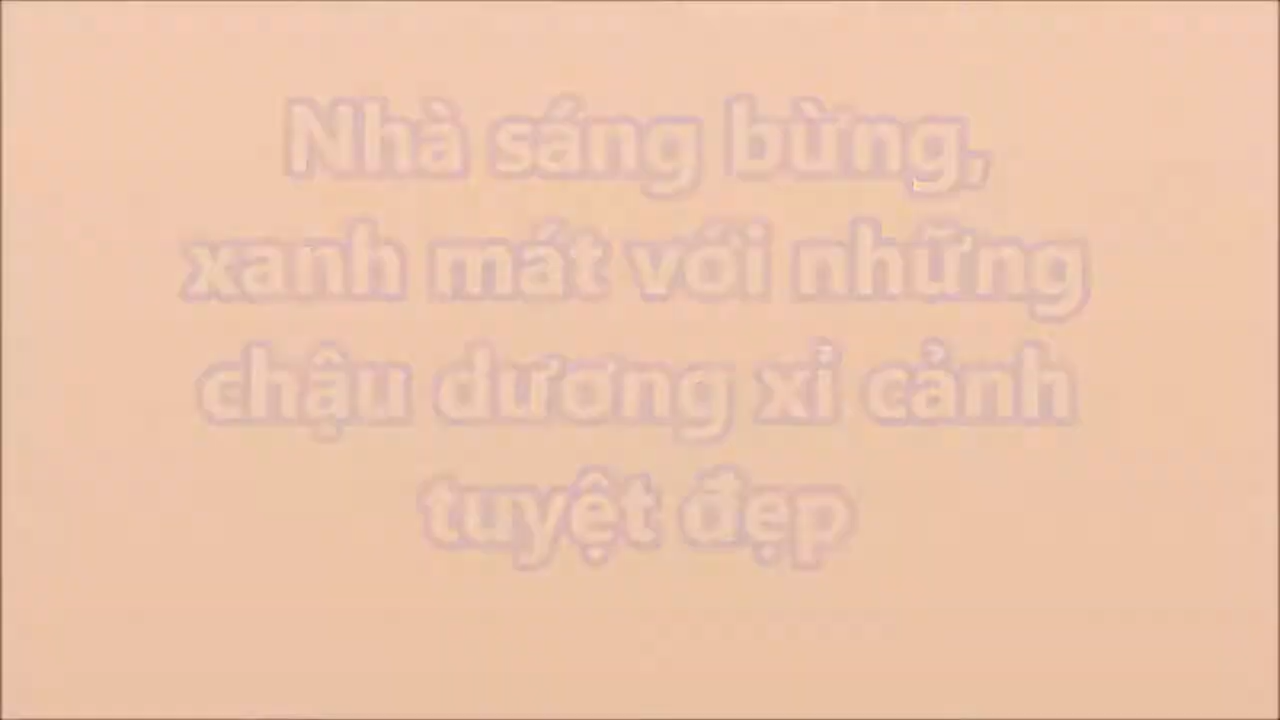 Nhà sáng bừng,
xanh mát với những
chậu dương xỉ cảnh
tuyệt đẹp